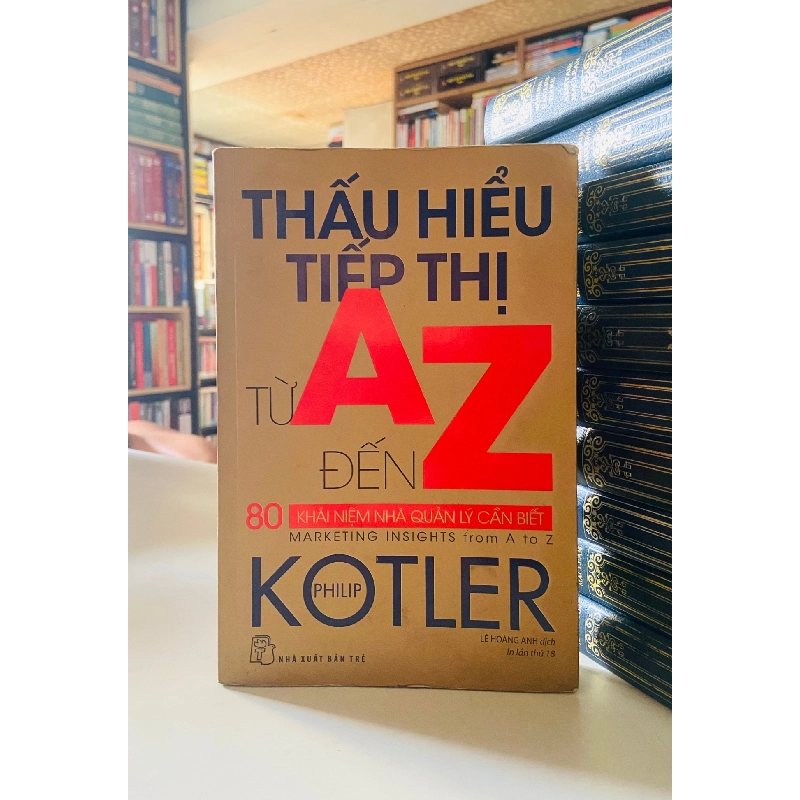 THẤU HIỂU
TIẾP THỊ
TỪ A
ĐẾN Z
80 KHÁI NIỆM NHÀ QUẢN LÝ CẦN BIẾT
MARKETING INSIGHTS from A to Z
PHILIP
KOTLER
LÊ HOÀNG ANH dịch
In lần thứ 15
NHÀ XUẤT BẢN TRẺ